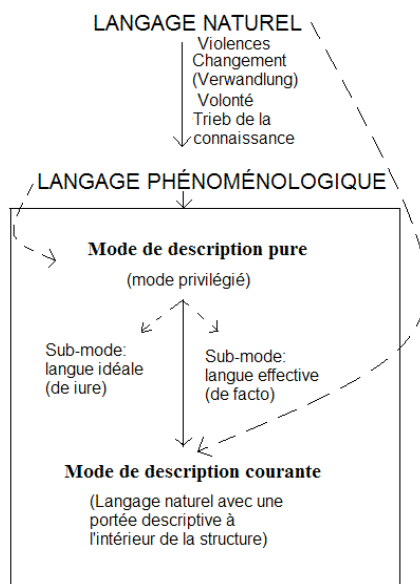 LANGAGE NATUREL
Violences
Changement
(Verwandlung)
Volonté
Trieb de la
connaissance
LANGAGE PHÉNOMÉNOLOGIQUE
Mode de description pure
(mode privilégié)
Sub-mode:
langue idéale
(de iure)
Sub-mode:
langue effective
(de facto)
Mode de description courante
(Langage naturel avec une
portée descriptive à
l'intérieur de la structure)